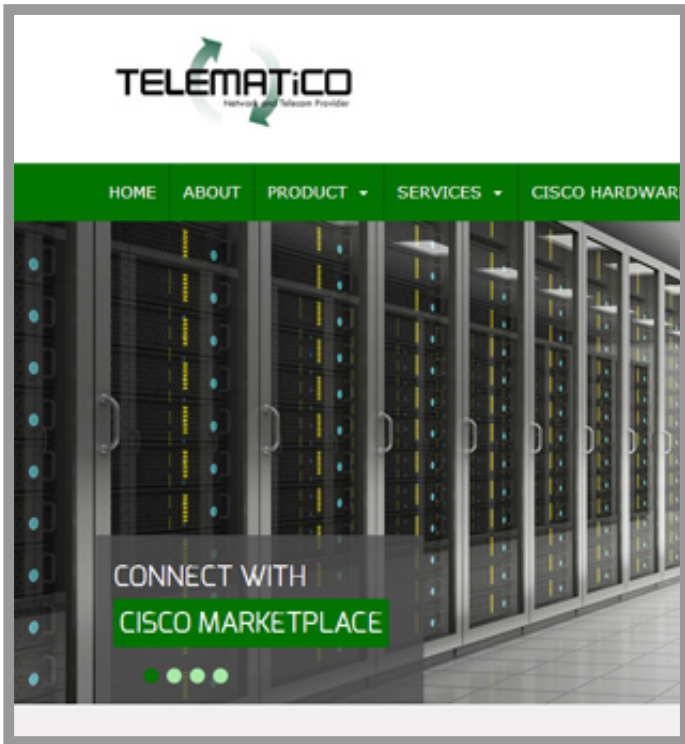 TELEMATiCO
Network and Telecom Provider
HOME ABOUT PRODUCT SERVICES CISCO HARDWAR
CONNECT WITH
CISCO MARKETPLACE